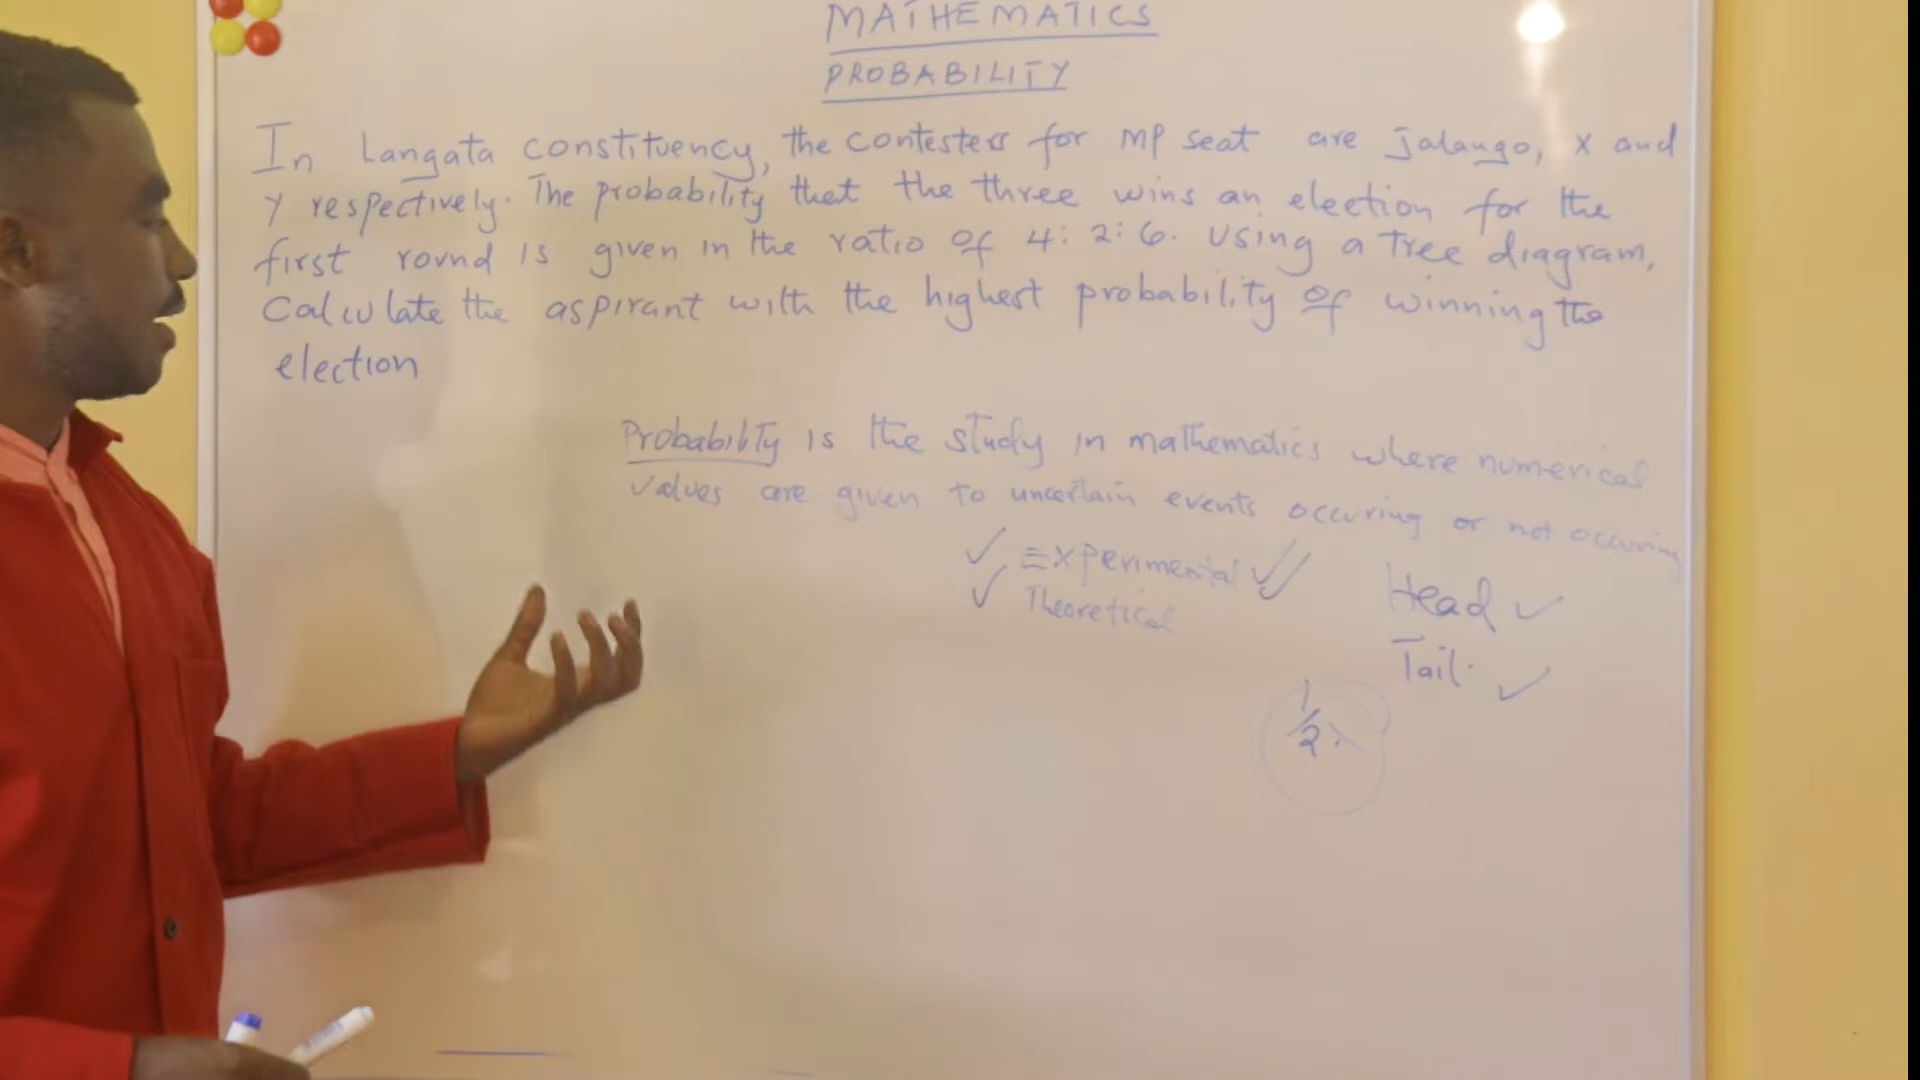 MATHEMATICS
PROBABILITY
In Langata constituency, the contesters for MP seat are Jalango, X and
Y respectively. The probability that the three wins an election for the
first round is given in the ratio of 4:2:6. Using a tree diagram,
Calculate the aspirant with the highest probability of winning the
election
Probability is the study in mathematics where numerical
values are given to uncertain events occuring or not occuring
✓ Experimental ✓✓
✓ Theoretical
Head ✓
Tail. ✓
1/2